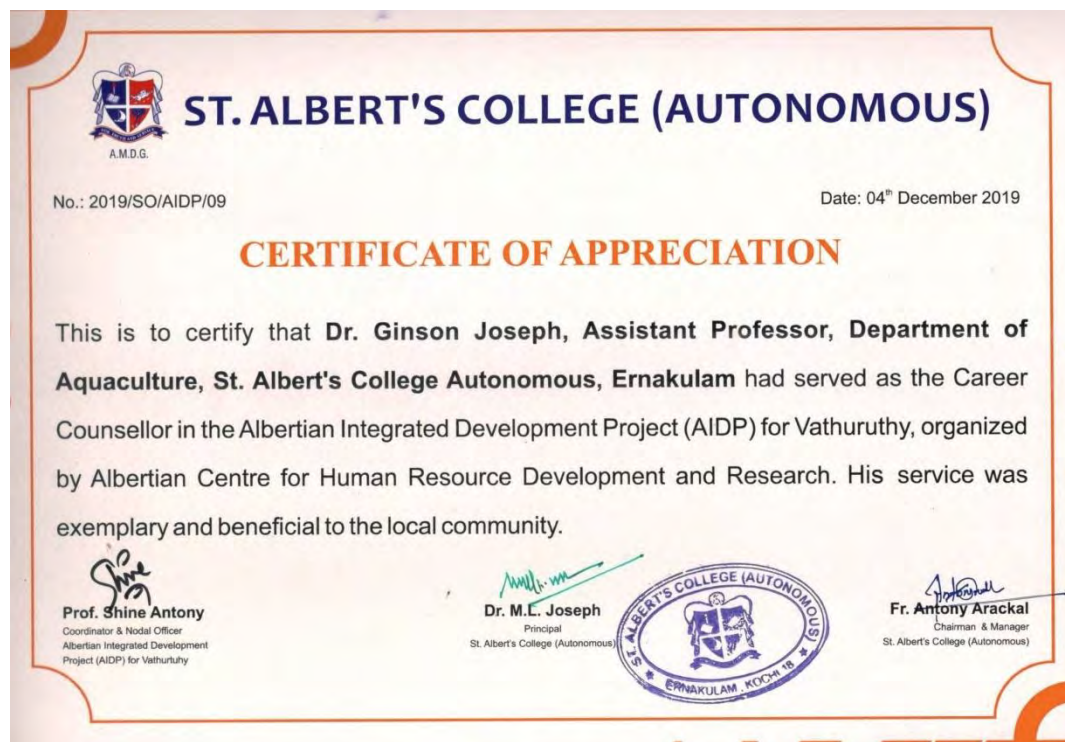 ST. ALBERT'S COLLEGE (AUTONOMOUS)
A.M.D.G.
No.: 2019/SO/AIDP/09
Date: 04th December 2019
CERTIFICATE OF APPRECIATION
This is to certify that Dr. Ginson Joseph, Assistant Professor, Department of
Aquaculture, St. Albert's College Autonomous, Ernakulam had served as the Career
Counsellor in the Albertian Integrated Development Project (AIDP) for Vathuruthy, organized
by Albertian Centre for Human Resource Development and Research. His service was
exemplary and beneficial to the local community.
Shine
Prof. Shine Antony
Coordinator & Nodal Officer
Albertian Integrated Development
Project (AIDP) for Vathurtuhy
Dr. M.L. Joseph
Principal
St. Albert's College (Autonomous)
ST. ALBERT'S COLLEGE (AUTONOMOUS)
ERNAKULAM . KOCHI 18
Fr. Antony Arackal
Chairman & Manager
St. Albert's College (Autonomous)